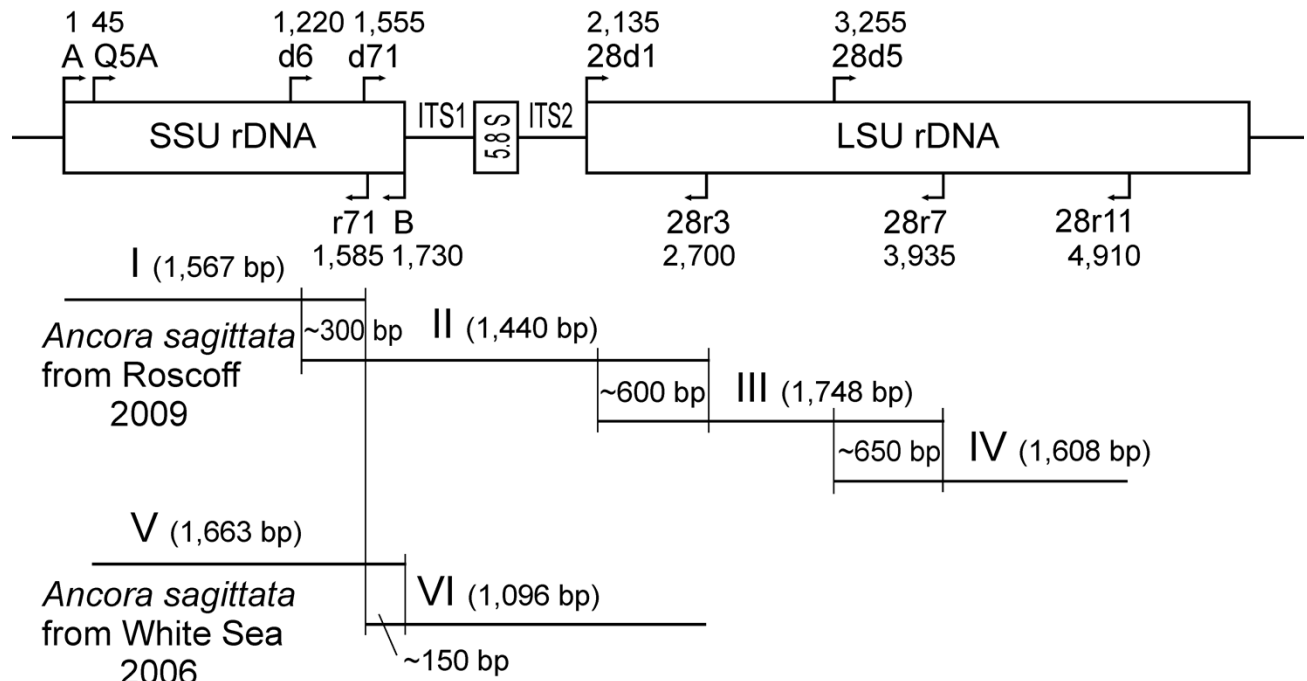 1 45 1,220 1,555 2,135 3,255
A Q5A d6 d71 28d1 28d5
SSU rDNA ITS1 5.8 S ITS2 LSU rDNA
r71 B 28r3 28r7 28r11
1,585 1,730 2,700 3,935 4,910
I (1,567 bp)
Ancora sagittata ~300 bp II (1,440 bp)
from Roscoff
2009
~600 bp III (1,748 bp)
~650 bp IV (1,608 bp)
V (1,663 bp)
Ancora sagittata VI (1,096 bp)
from White Sea
2006
~150 bp